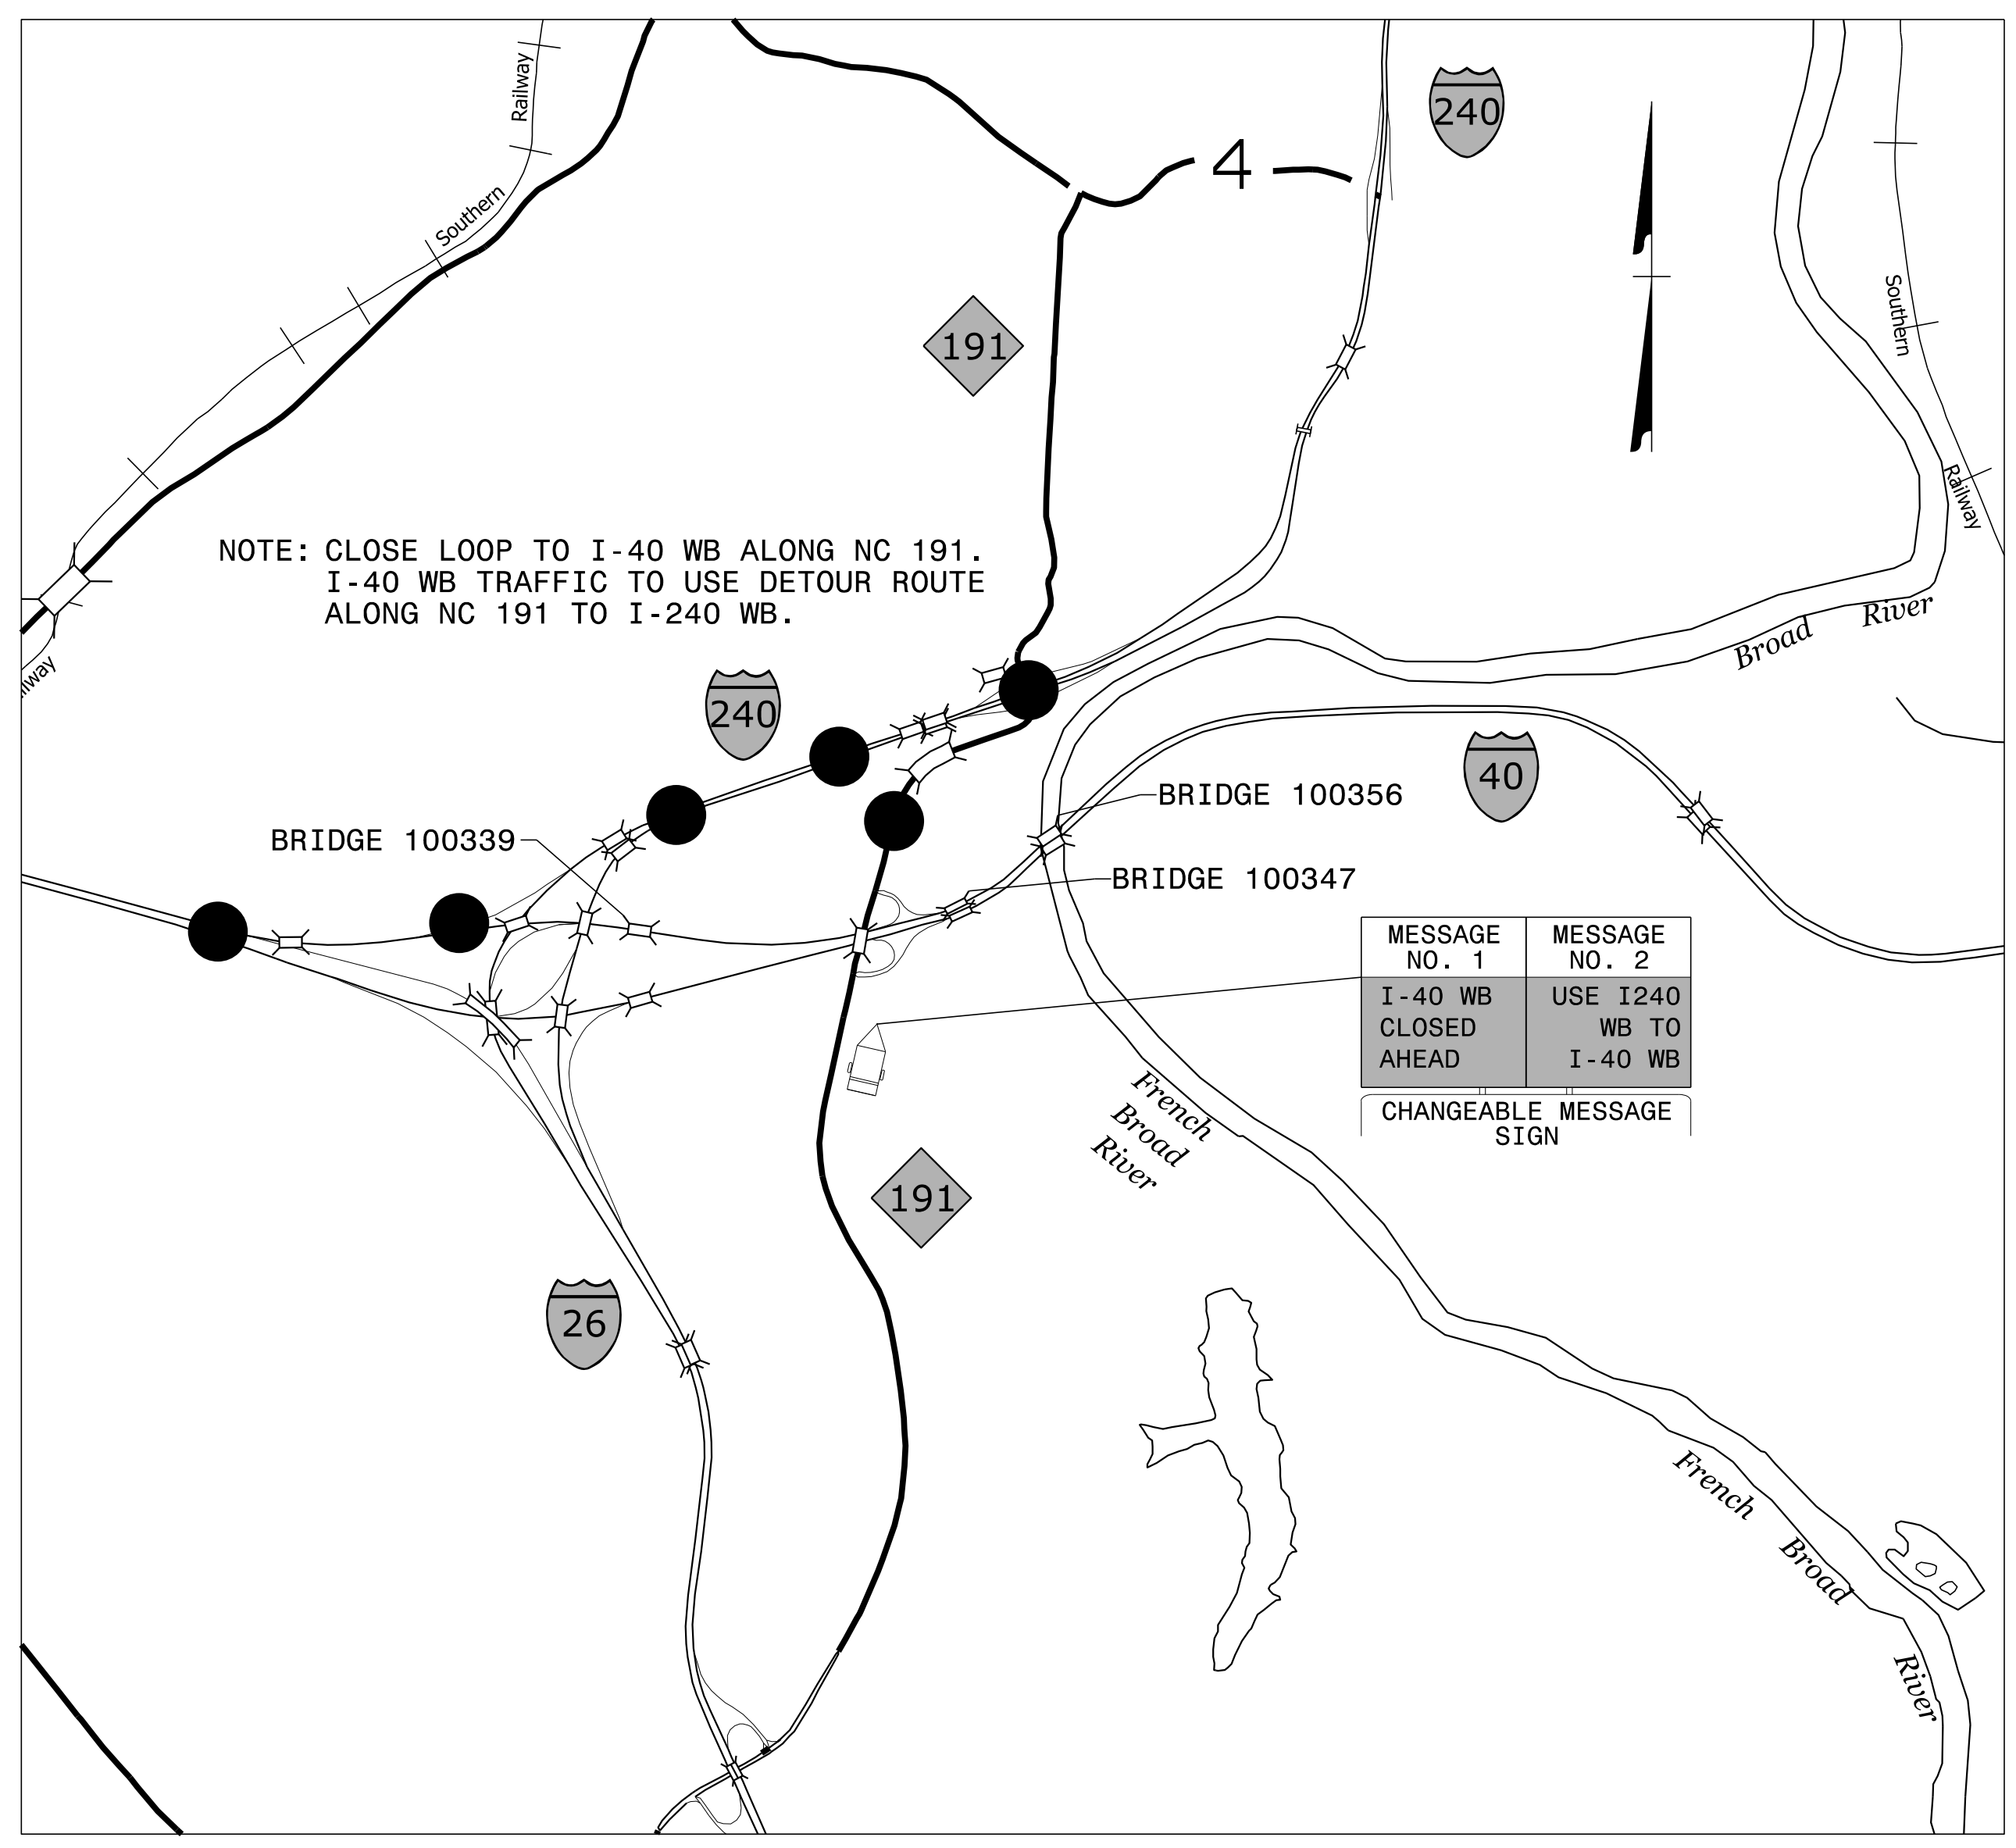 Railway
Southern
240
4
191
Southern
Railway
NOTE: CLOSE LOOP TO I-40 WB ALONG NC 191.
I-40 WB TRAFFIC TO USE DETOUR ROUTE
ALONG NC 191 TO I-240 WB.
Broad River
lway
240
40
BRIDGE 100356
BRIDGE 100339
BRIDGE 100347
MESSAGE NO. 1
MESSAGE NO. 2
I-40 WB
CLOSED
AHEAD
USE I240
WB TO
I-40 WB
CHANGEABLE MESSAGE
SIGN
French
Broad
River
191
26
French
Broad
River